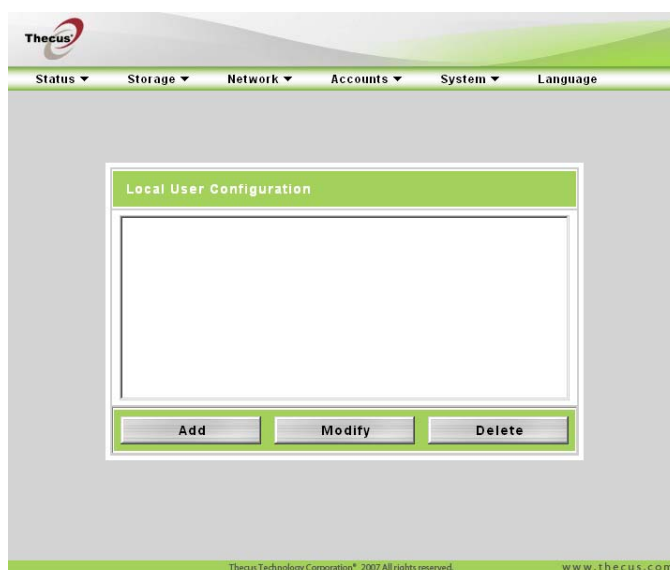 Thecus
Status ▼ Storage ▼ Network ▼ Accounts ▼ System ▼ Language
Local User Configuration
Add Modify Delete
Thecus Technology Corporation® 2007 All rights reserved. www.thecus.com